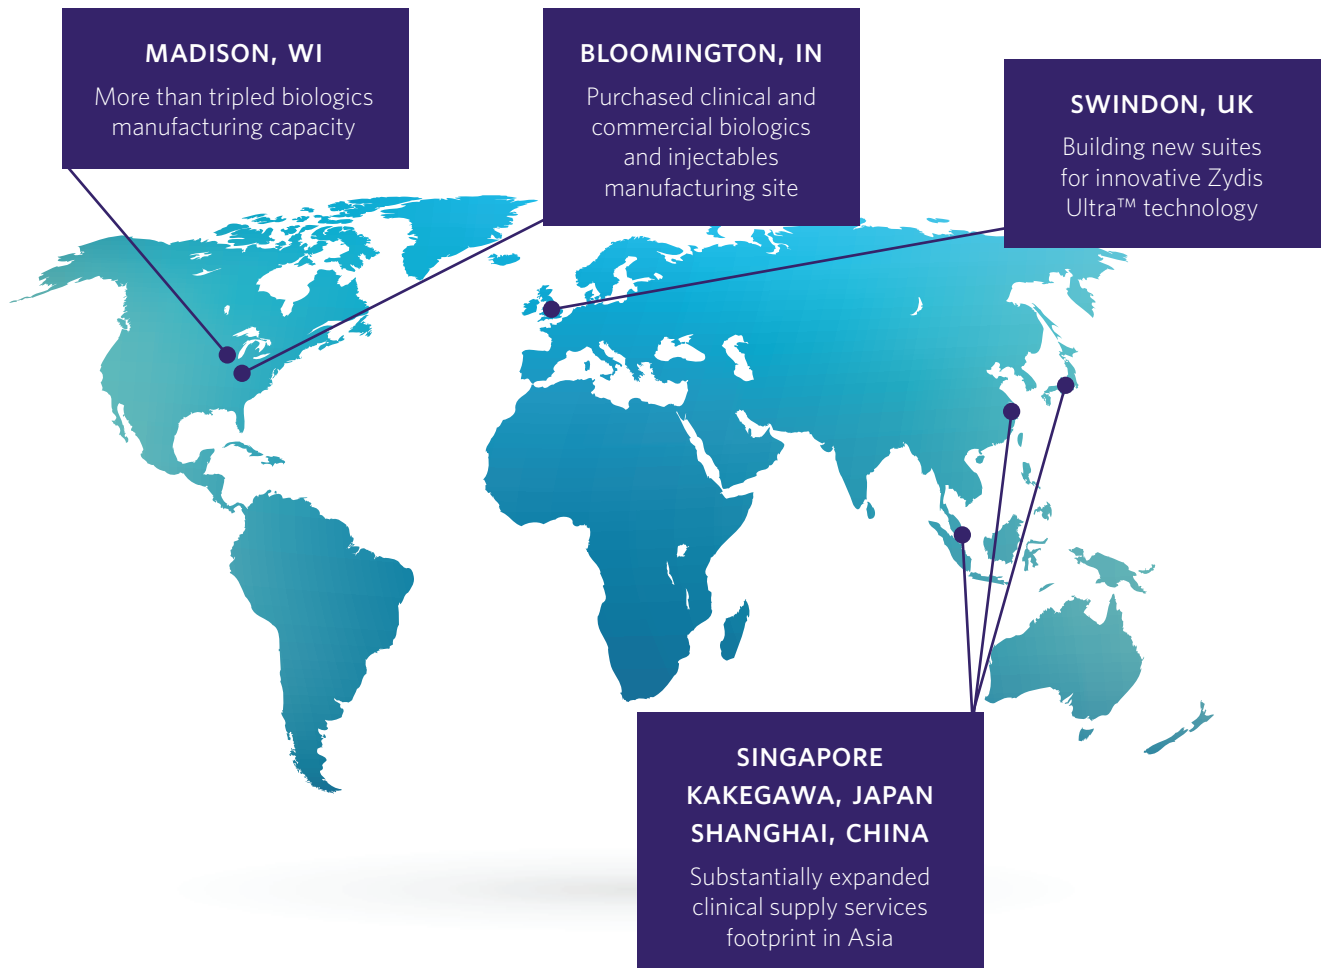 MADISON, WI
More than tripled biologics
manufacturing capacity
BLOOMINGTON, IN
Purchased clinical and
commercial biologics
and injectables
manufacturing site
SWINDON, UK
Building new suites
for innovative Zydis
Ultra™ technology
SINGAPORE
KAKEGAWA, JAPAN
SHANGHAI, CHINA
Substantially expanded
clinical supply services
footprint in Asia